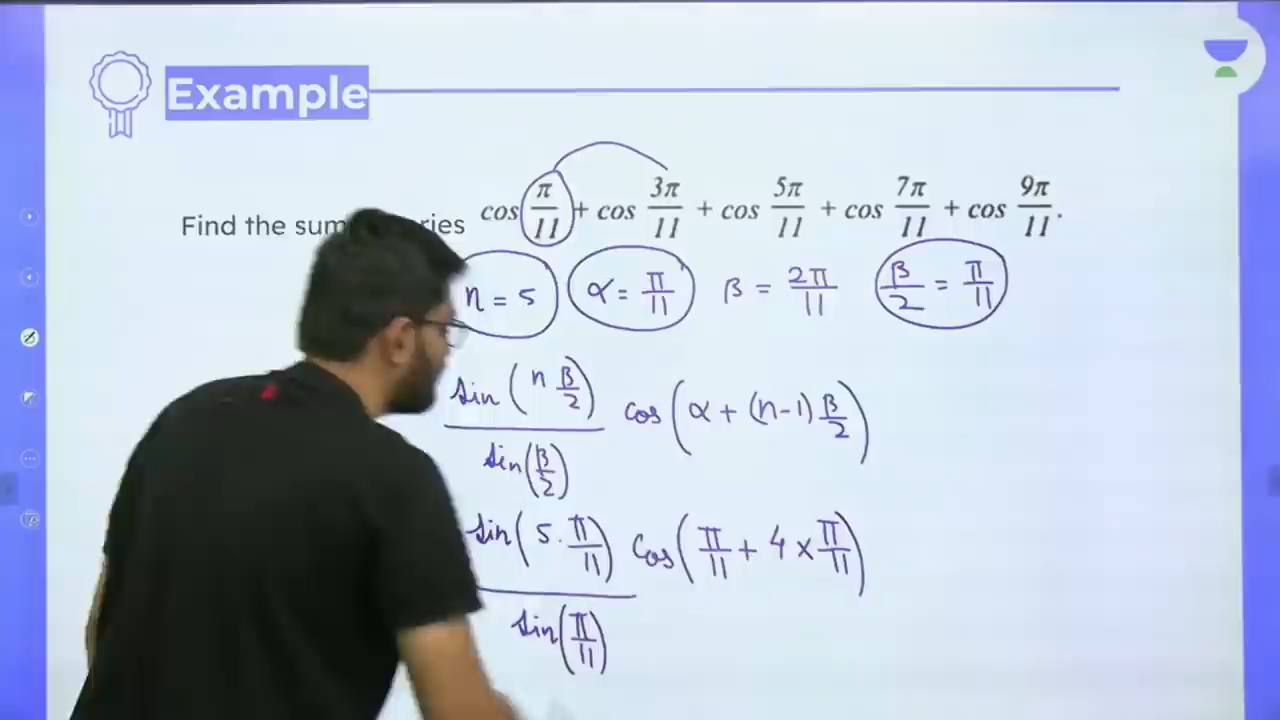 Example
Find the sum ries cos π/11 + cos 3π/11 + cos 5π/11 + cos 7π/11 + cos 9π/11.
n = 5 α = π/11 β = 2π/11 β/2 = π/11
sin(n β/2) / sin(β/2) cos(α + (n-1) β/2)
sin(5. π/11) / sin(π/11) cos(π/11 + 4 × π/11)